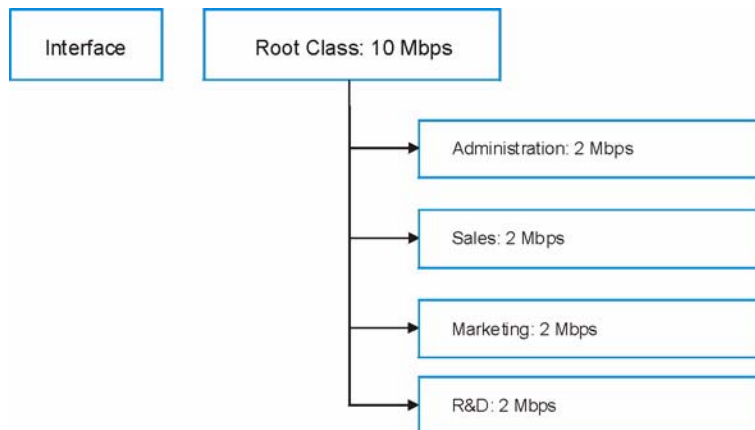 Interface
Root Class: 10 Mbps
Administration: 2 Mbps
Sales: 2 Mbps
Marketing: 2 Mbps
R&D: 2 Mbps